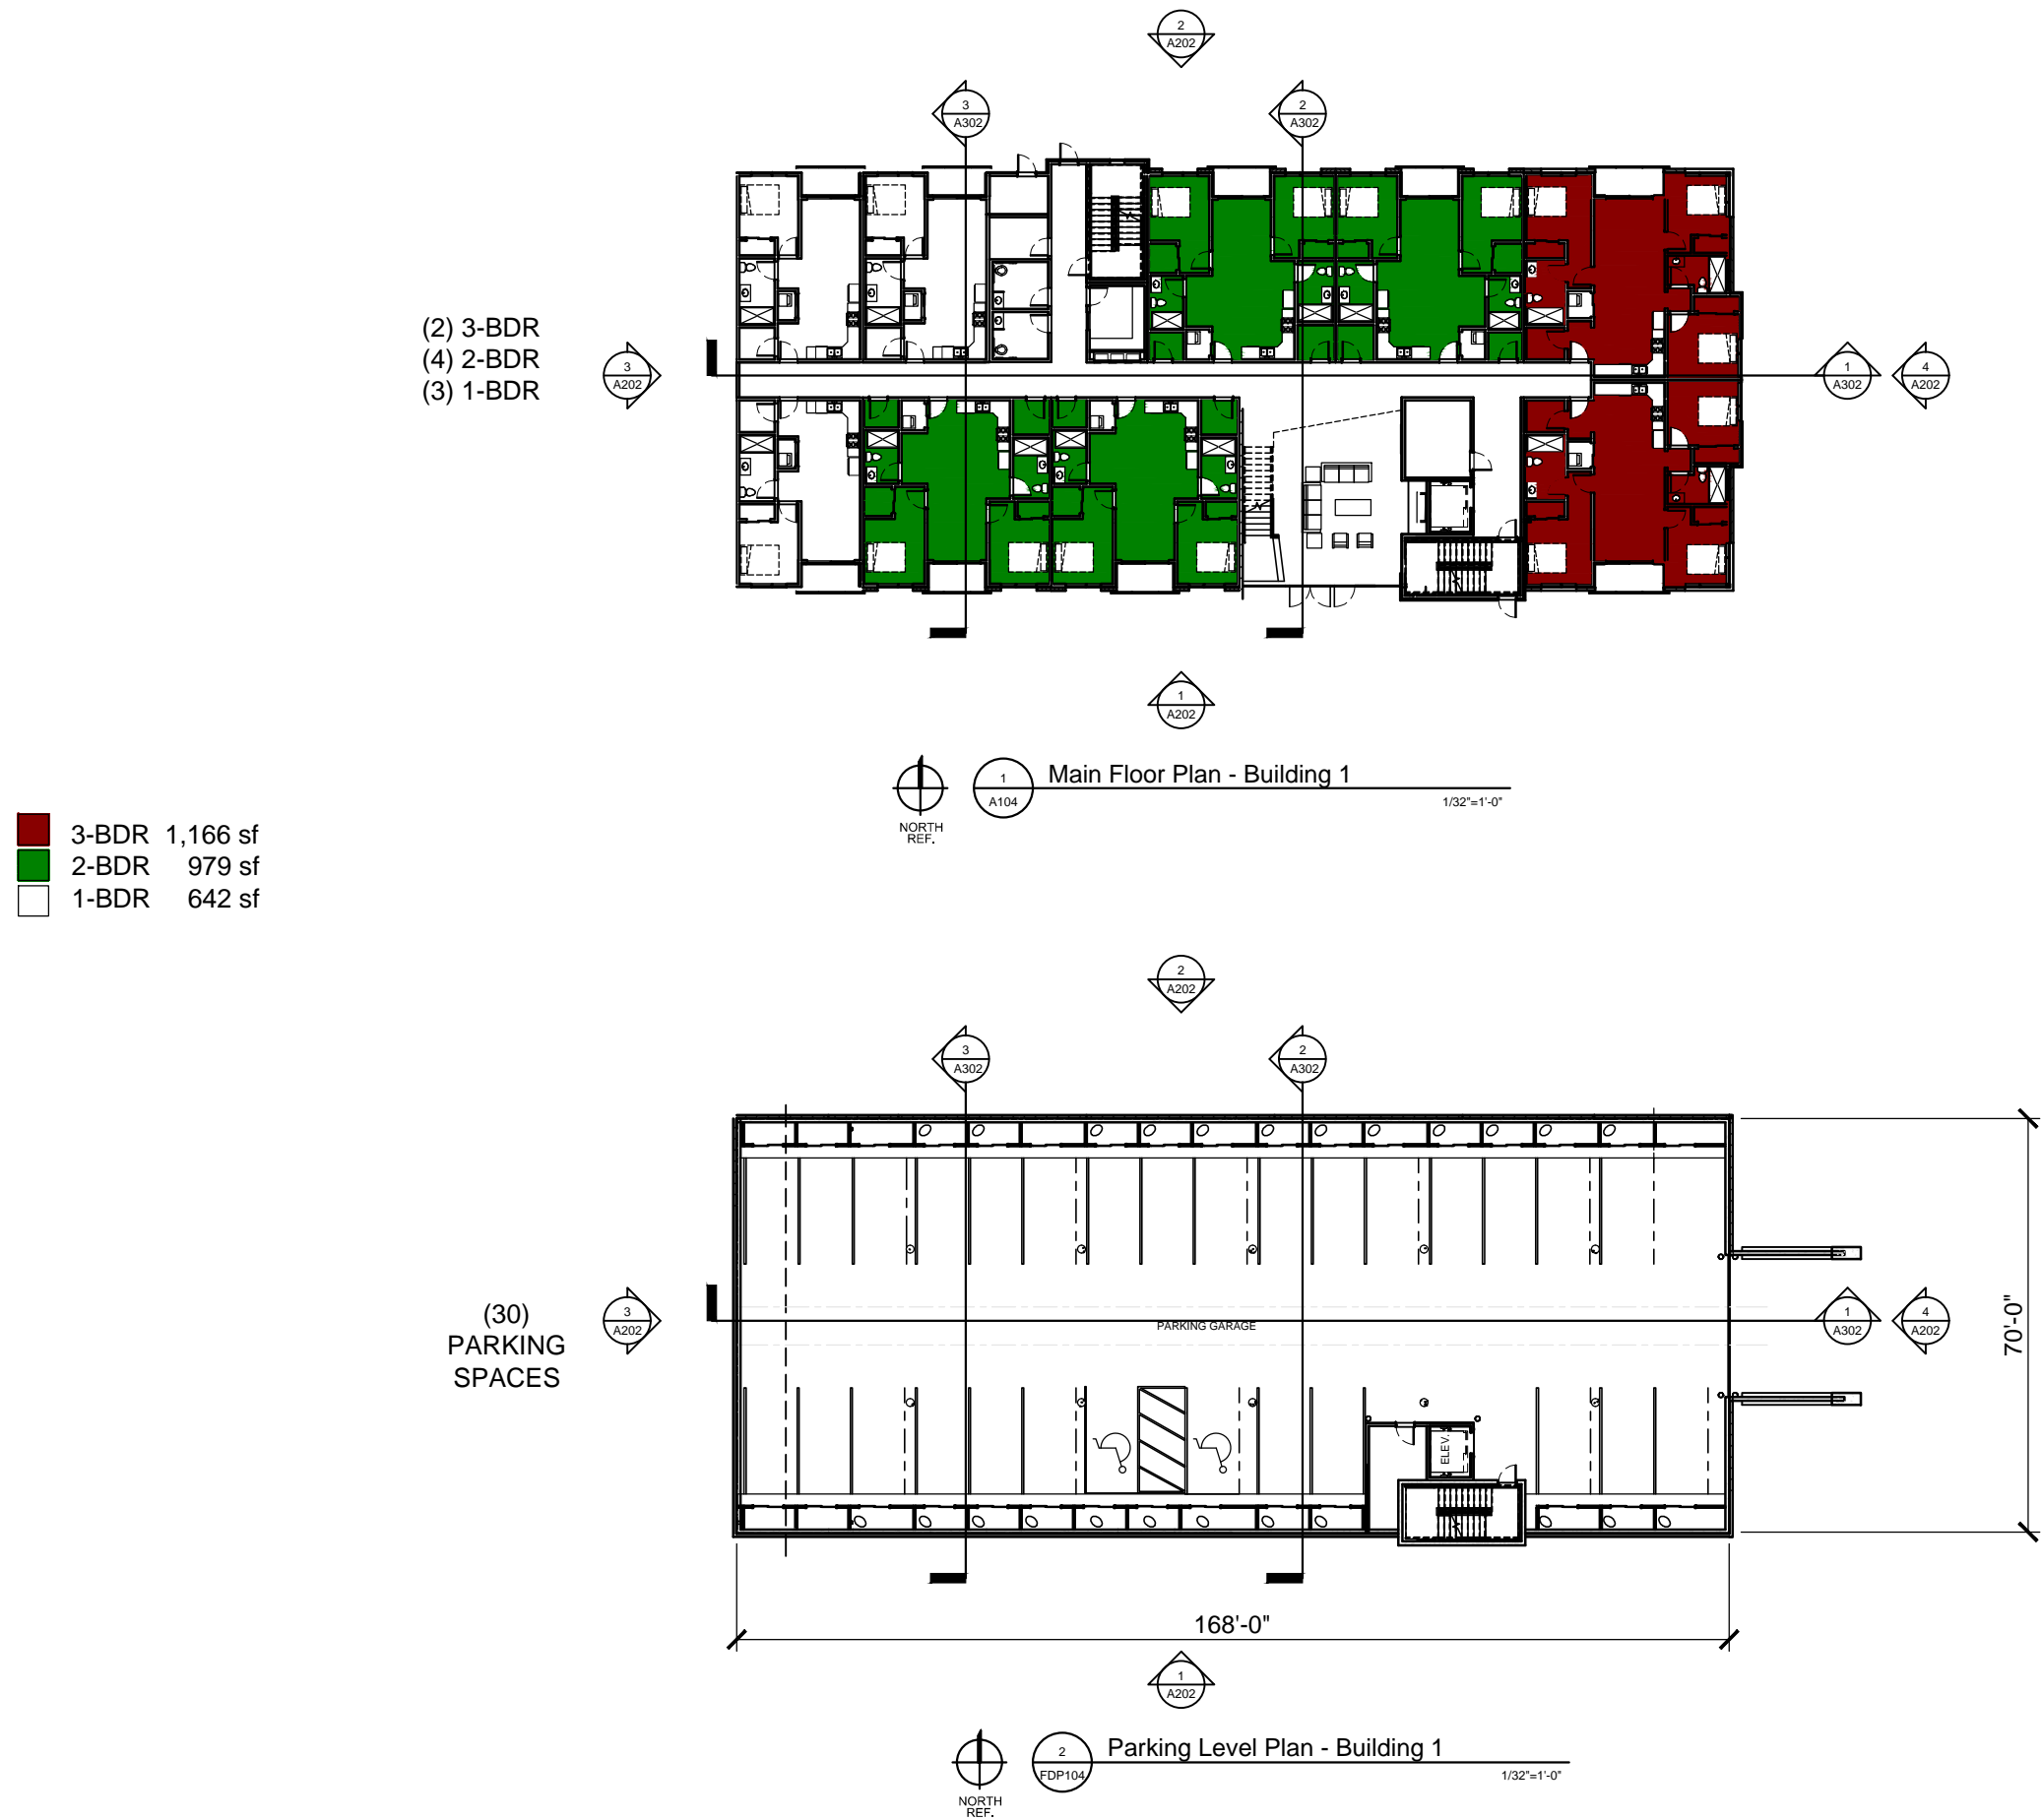 2
A202
3
A302
2
A302
(2) 3-BDR
(4) 2-BDR
(3) 1-BDR
3
A202
1
A302
4
A202
1
A202
NORTH
REF.
1
A104
Main Floor Plan - Building 1
1/32"=1'-0"
3-BDR 1,166 sf
2-BDR 979 sf
1-BDR 642 sf
2
A202
3
A302
2
A302
(30)
PARKING
SPACES
3
A202
PARKING GARAGE
1
A302
4
A202
70'-0"
ELEV.
168'-0"
1
A202
NORTH
REF.
2
FDP104
Parking Level Plan - Building 1
1/32"=1'-0"